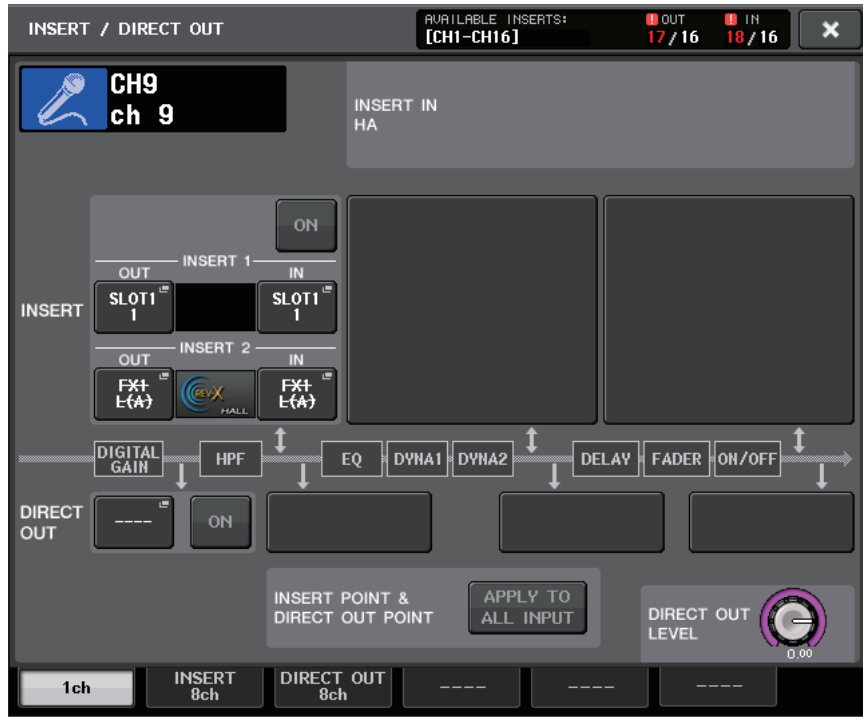 INSERT / DIRECT OUT
AVAILABLE INSERTS:
[CH1-CH16]
! OUT
17/16
! IN
18/16
×
CH9
ch 9
INSERT IN
HA
ON
INSERT 1
OUT
IN
INSERT
SLOT1
1
SLOT1
1
INSERT 2
OUT
IN
FX1
L(A)
REV-X
HALL
FX1
L(A)
DIGITAL
GAIN
HPF
EQ
DYNA1
DYNA2
DELAY
FADER
ON/OFF
DIRECT
OUT
----
ON
INSERT POINT &
DIRECT OUT POINT
APPLY TO
ALL INPUT
DIRECT OUT
LEVEL
0.00
1ch
INSERT
8ch
DIRECT OUT
8ch
----
----
----